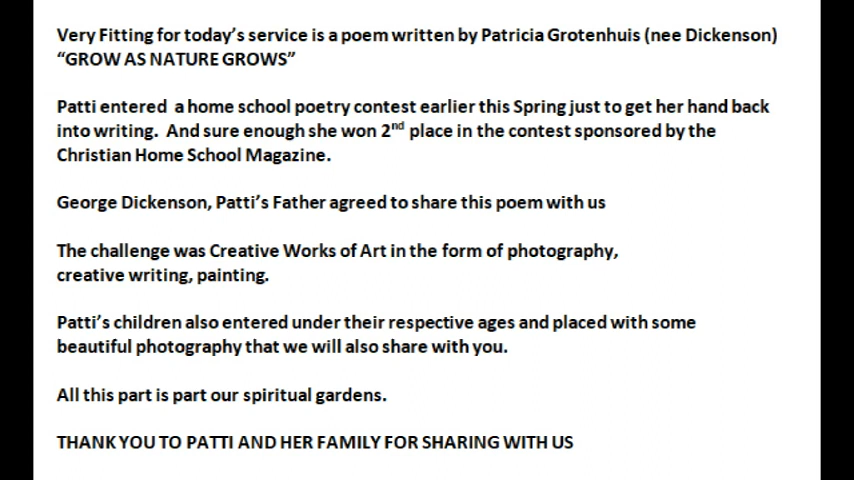 Very Fitting for today's service is a poem written by Patricia Grotenhuis (nee Dickenson)
“GROW AS NATURE GROWS”
Patti entered a home school poetry contest earlier this Spring just to get her hand back
into writing. And sure enough she won 2nd place in the contest sponsored by the
Christian Home School Magazine.
George Dickenson, Patti's Father agreed to share this poem with us
The challenge was Creative Works of Art in the form of photography,
creative writing, painting.
Patti's children also entered under their respective ages and placed with some
beautiful photography that we will also share with you.
All this part is part our spiritual gardens.
THANK YOU TO PATTI AND HER FAMILY FOR SHARING WITH US